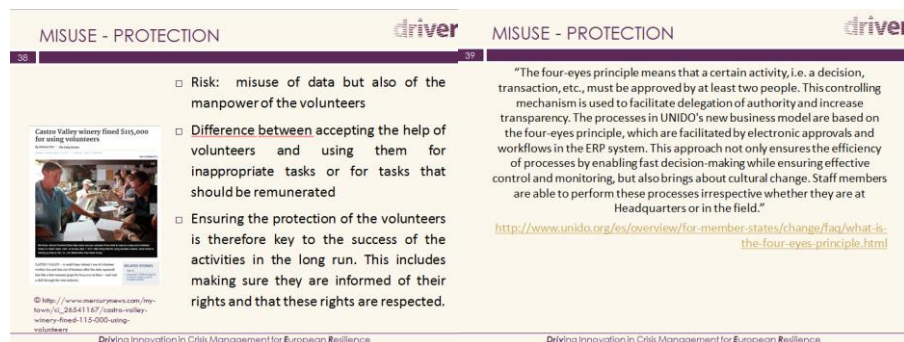 MISUSE - PROTECTION
driver
38
□ Risk: misuse of data but also of the
manpower of the volunteers
□ Difference between accepting the help of
volunteers and using them for
inappropriate tasks or for tasks that
should be remunerated
□ Ensuring the protection of the volunteers
is therefore key to the success of the
activities in the long run. This includes
making sure they are informed of their
rights and that these rights are respected.
Castro Valley winery fined $115,000
for using volunteers
© http://www.mercurynews.com/my-
town/ci_26541167/castro-valley-
winery-fined-115-000-using-
volunteers
Driving Innovation in Crisis Management for European Resilience
MISUSE - PROTECTION
driver
39
“The four-eyes principle means that a certain activity, i.e. a decision,
transaction, etc., must be approved by at least two people. This controlling
mechanism is used to facilitate delegation of authority and increase
transparency. The processes in UNIDO's new business model are based on
the four-eyes principle, which are facilitated by electronic approvals and
workflows in the ERP system. This approach not only ensures the efficiency
of processes by enabling fast decision-making while ensuring effective
control and monitoring, but also brings about cultural change. Staff members
are able to perform these processes irrespective whether they are at
Headquarters or in the field.”
http://www.unido.org/es/overview/for-member-states/change/faq/what-is-
the-four-eyes-principle.html
Driving Innovation in Crisis Management for European Resilience